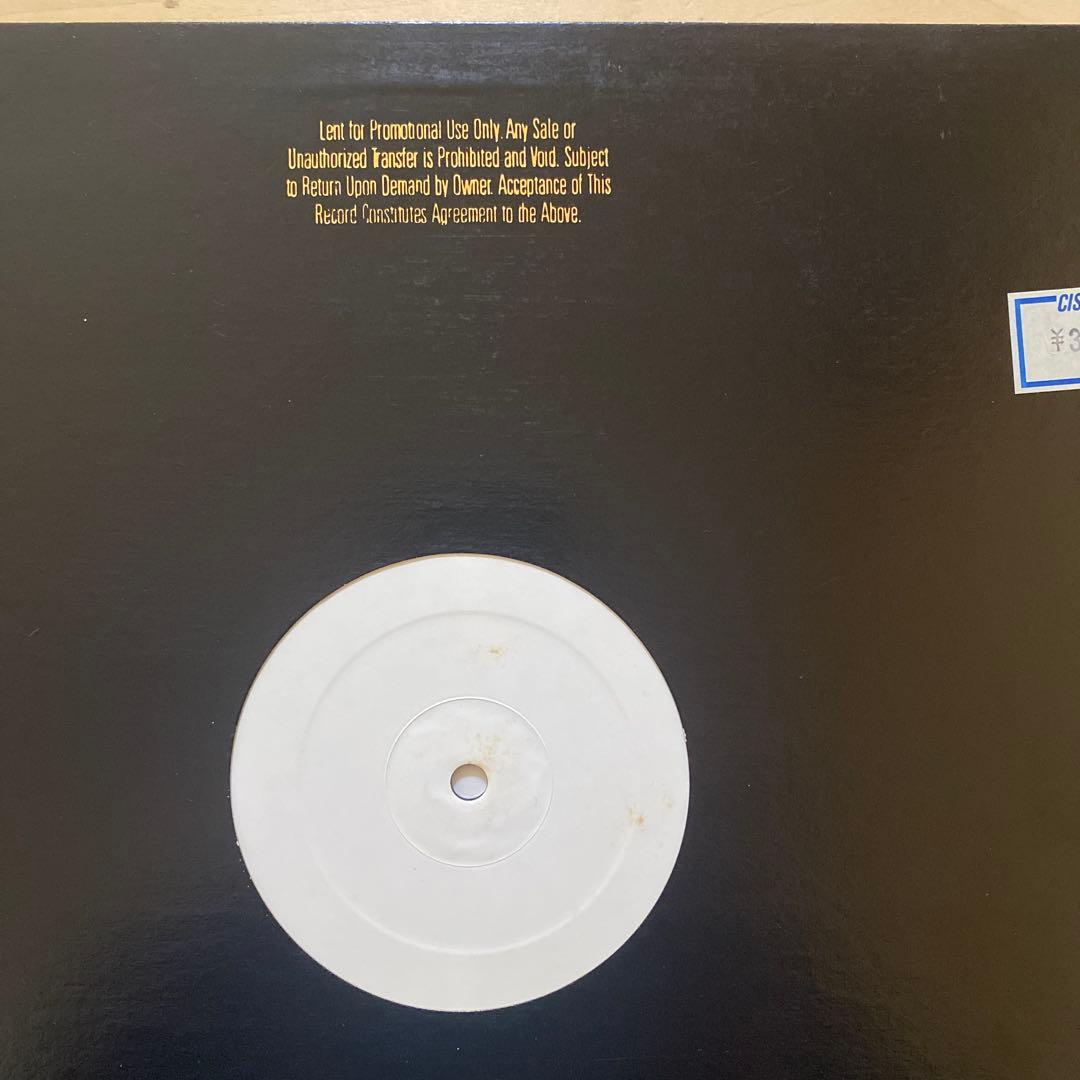 Lent for Promotional Use Only. Any Sale or
Unauthorized Transfer is Prohibited and Void. Subject
to Return Upon Demand by Owner. Acceptance of This
Record Constitutes Agreement to the Above.
CIS
¥3